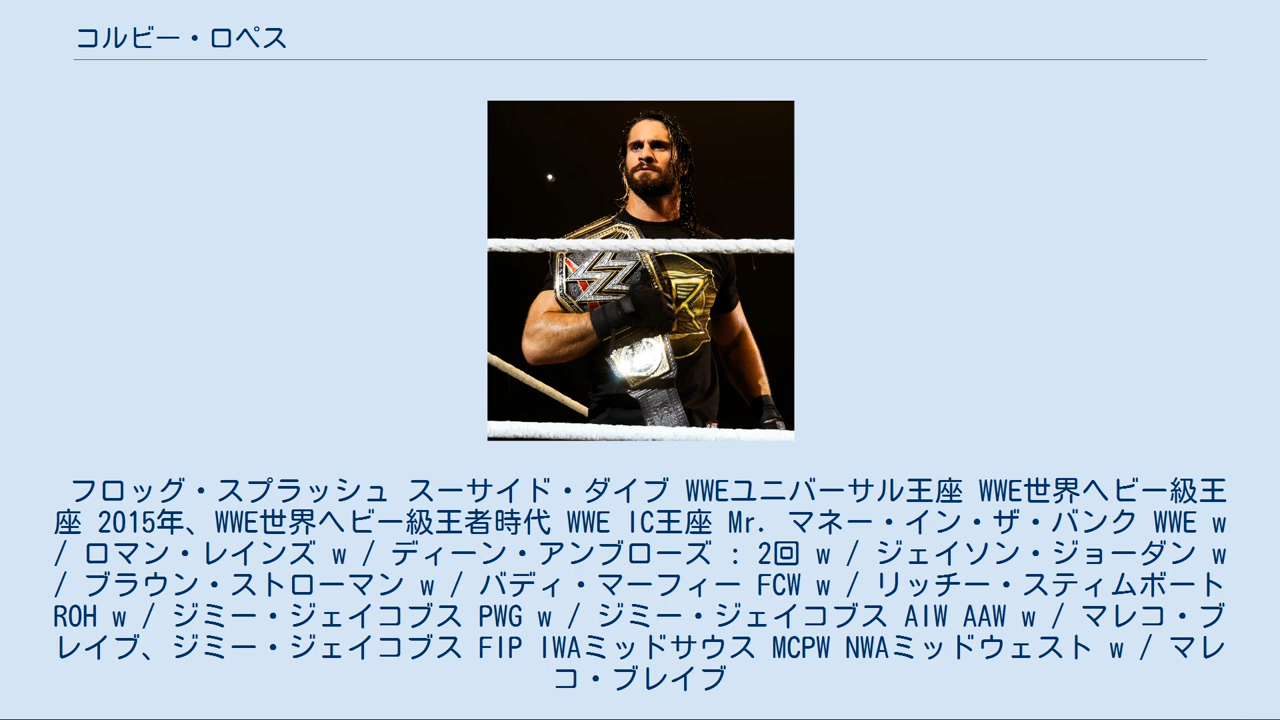 コルビー・ロペス
フロッグ・スプラッシュ スーサイド・ダイブ WWEユニバーサル王座 WWE世界ヘビー級王
座 2015年、WWE世界ヘビー級王者時代 WWE IC王座 Mr. マネー・イン・ザ・バンク WWE w
/ ロマン・レインズ w / ディーン・アンブローズ : 2回 w / ジェイソン・ジョーダン w
/ ブラウン・ストローマン w / バディ・マーフィー FCW w / リッチー・スティムボート
ROH w / ジミー・ジェイコブス PWG w / ジミー・ジェイコブス AIW AAW w / マレコ・ブ
レイブ、ジミー・ジェイコブス FIP IWAミッドサウス MCPW NWAミッドウェスト w / マレ
コ・ブレイブ